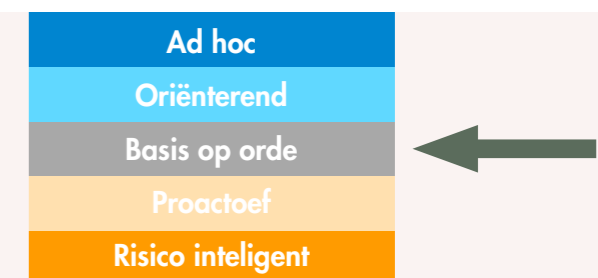 Ad hoc
Oriënterend
Basis op orde
Proactoef
Risico inteligent